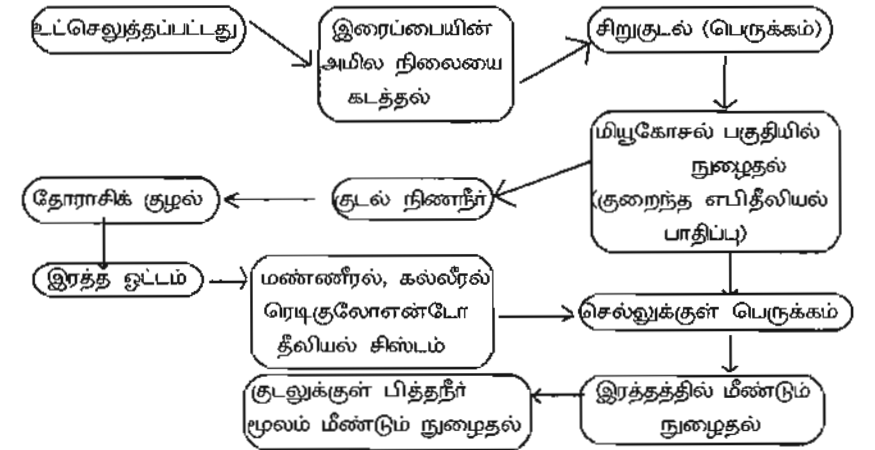 உட்செலுத்தப்பட்டது
இரைப்பையின்
அமில நிலையை
கடத்தல்
சிறுகுடல் (பெருக்கம்)
மியூகோசல் பகுதியில்
நுழைதல்
(குறைந்த எபிதீலியல்
பாதிப்பு)
குடல் நிணநீர்
தோராசிக் குழல்
இரத்த ஓட்டம்
மண்ணீரல், கல்லீரல்
ரெடிகுலோஎன்டோ
தீலியல் சிஸ்டம்
செல்லுக்குள் பெருக்கம்
இரத்தத்தில் மீண்டும்
நுழைதல்
குடலுக்குள் பித்தநீர்
மூலம் மீண்டும் நுழைதல்